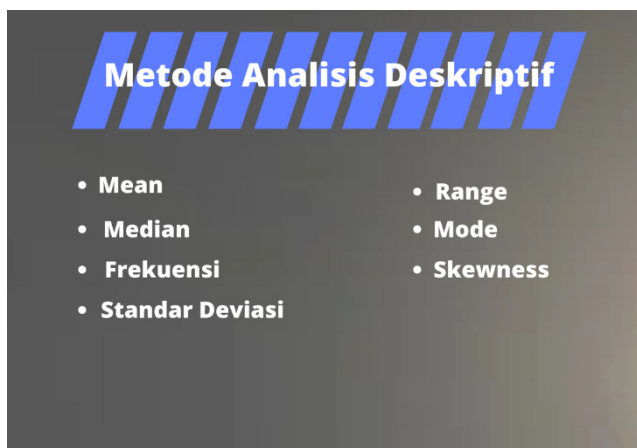 Metode Analisis Deskriptif
• Mean
• Median
• Frekuensi
• Standar Deviasi
• Range
• Mode
• Skewness